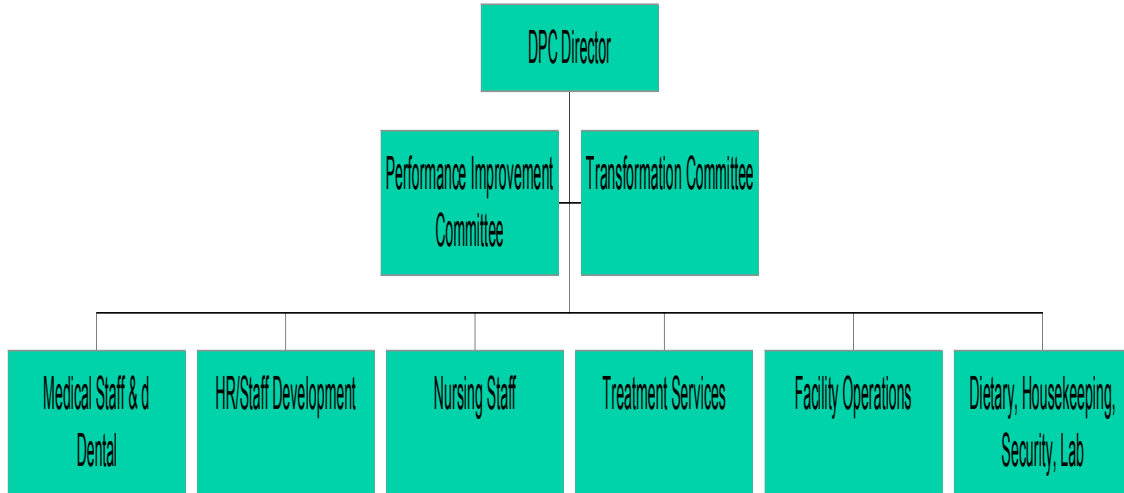 DPC Director
Performance Improvement
Committee
Transformation Committee
Medical Staff & d
Dental
HR/Staff Development
Nursing Staff
Treatment Services
Facility Operations
Dietary, Housekeeping,
Security, Lab